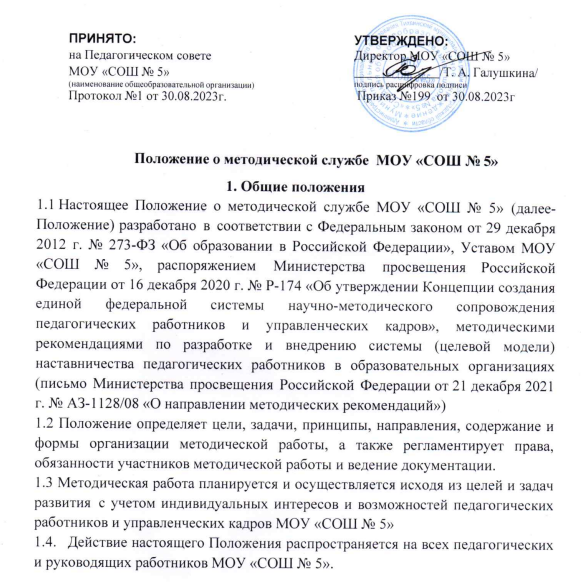 ПРИНЯТО: УТВЕРЖДЕНО:
на Педагогическом совете Директор МОУ «СОШ № 5»
МОУ «СОШ № 5» /Т. А. Галушкина/
(наименование общеобразовательной организации) подпись расшифровка подписи
Протокол №1 от 30.08.2023г. Приказ №199 от 30.08.2023г
Положение о методической службе МОУ «СОШ № 5»
1. Общие положения
1.1 Настоящее Положение о методической службе МОУ «СОШ № 5» (далее-
Положение) разработано в соответствии с Федеральным законом от 29 декабря
2012 г. № 273-ФЗ «Об образовании в Российской Федерации», Уставом МОУ
«СОШ № 5», распоряжением Министерства просвещения Российской
Федерации от 16 декабря 2020 г. № Р-174 «Об утверждении Концепции создания
единой федеральной системы научно-методического сопровождения
педагогических работников и управленческих кадров», методическими
рекомендациями по разработке и внедрению системы (целевой модели)
наставничества педагогических работников в образовательных организациях
(письмо Министерства просвещения Российской Федерации от 21 декабря 2021
г. № АЗ-1128/08 «О направлении методических рекомендаций»)
1.2 Положение определяет цели, задачи, принципы, направления, содержание и
формы организации методической работы, а также регламентирует права,
обязанности участников методической работы и ведение документации.
1.3 Методическая работа планируется и осуществляется исходя из целей и задач
развития с учетом индивидуальных интересов и возможностей педагогических
работников и управленческих кадров МОУ «СОШ № 5»
1.4. Действие настоящего Положения распространяется на всех педагогических
и руководящих работников МОУ «СОШ № 5».